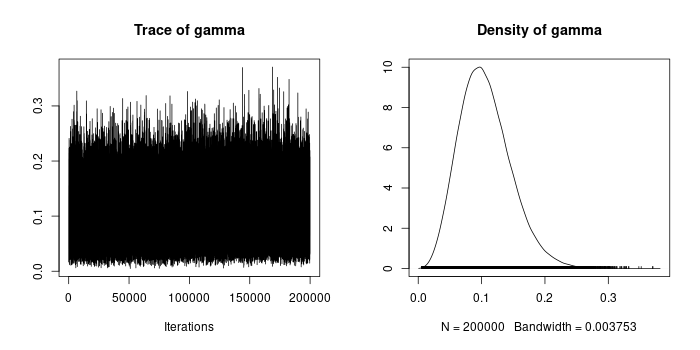 Trace of gamma
0.3
0.2
0.1
0.0
0 50000 100000 150000 200000
Iterations
Density of gamma
10
8
6
4
2
0
0.0 0.1 0.2 0.3
N = 200000 Bandwidth = 0.003753